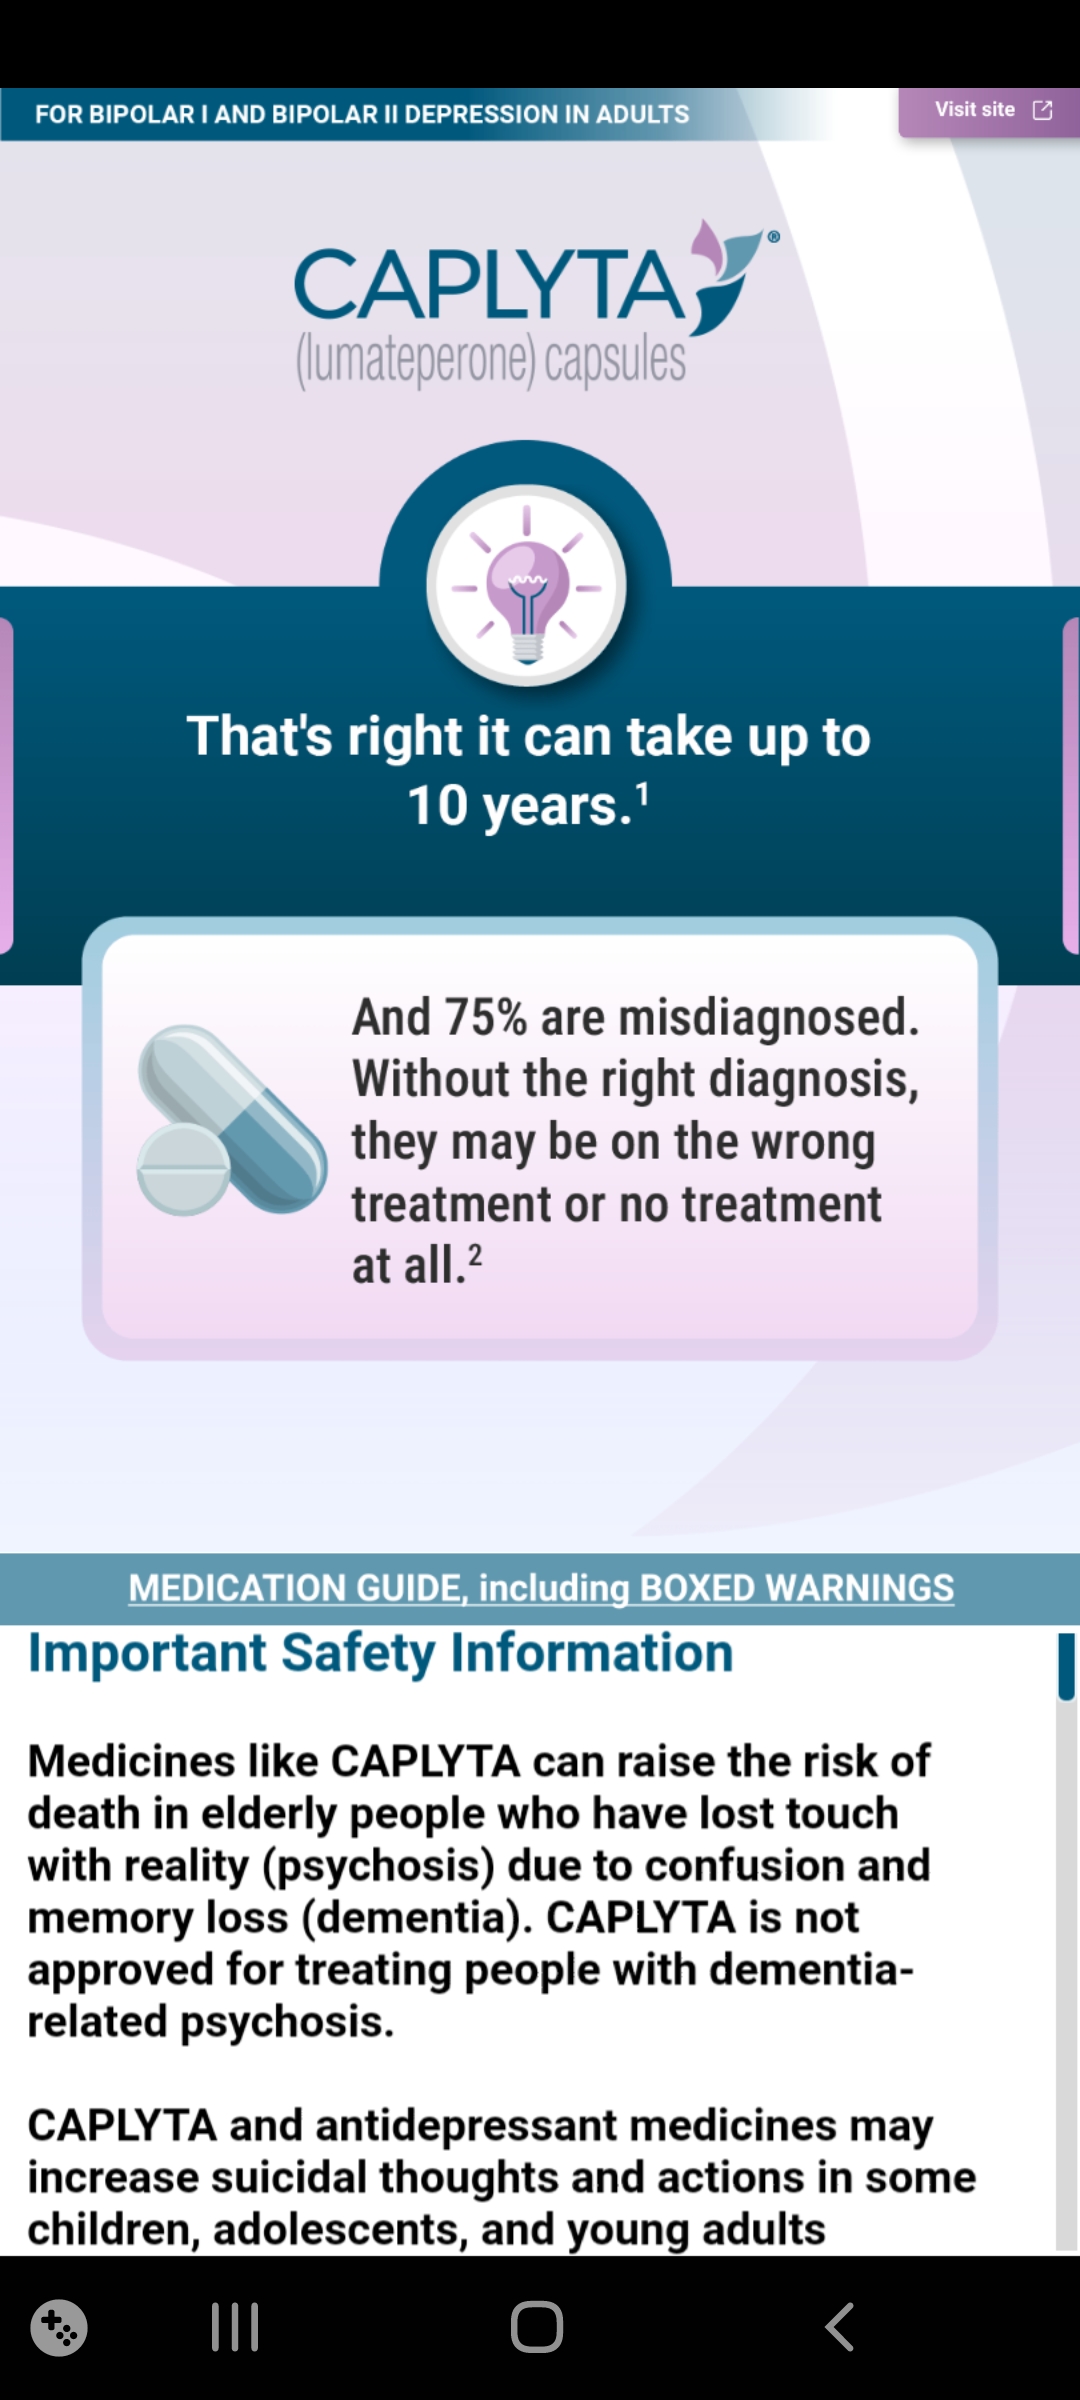 FOR BIPOLAR I AND BIPOLAR II DEPRESSION IN ADULTS
Visit site
CAPLYTA®
(lumateperone) capsules
That's right it can take up to
10 years.¹
And 75% are misdiagnosed.
Without the right diagnosis,
they may be on the wrong
treatment or no treatment
at all.²
MEDICATION GUIDE, including BOXED WARNINGS
Important Safety Information
Medicines like CAPLYTA can raise the risk of
death in elderly people who have lost touch
with reality (psychosis) due to confusion and
memory loss (dementia). CAPLYTA is not
approved for treating people with dementia-
related psychosis.
CAPLYTA and antidepressant medicines may
increase suicidal thoughts and actions in some
children, adolescents, and young adults